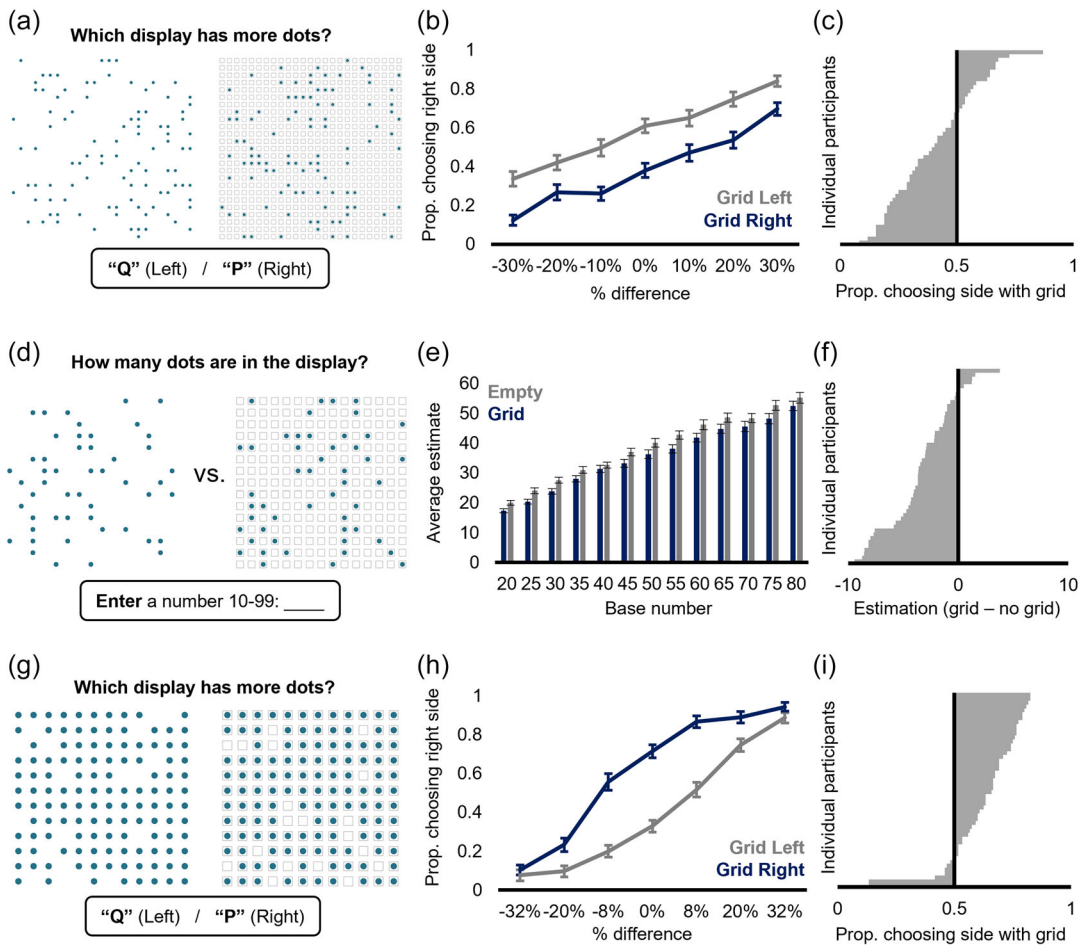 (a)
Which display has more dots?
“Q” (Left) / “P” (Right)
(b)
Prop. choosing right side
1
0.8
0.6
0.4
0.2
0
Grid Left
Grid Right
-30% -20% -10% 0% 10% 20% 30%
% difference
(c)
Individual participants
0 0.5 1
Prop. choosing side with grid
(d)
How many dots are in the display?
VS.
Enter a number 10-99: ____
(e)
Average estimate
60
50
40
30
20
10
0
Empty
Grid
20 25 30 35 40 45 50 55 60 65 70 75 80
Base number
(f)
Individual participants
-10 0 10
Estimation (grid – no grid)
(g)
Which display has more dots?
“Q” (Left) / “P” (Right)
(h)
Prop. choosing right side
1
0.8
0.6
0.4
0.2
0
Grid Left
Grid Right
-32% -20% -8% 0% 8% 20% 32%
% difference
(i)
Individual participants
0 0.5 1
Prop. choosing side with grid